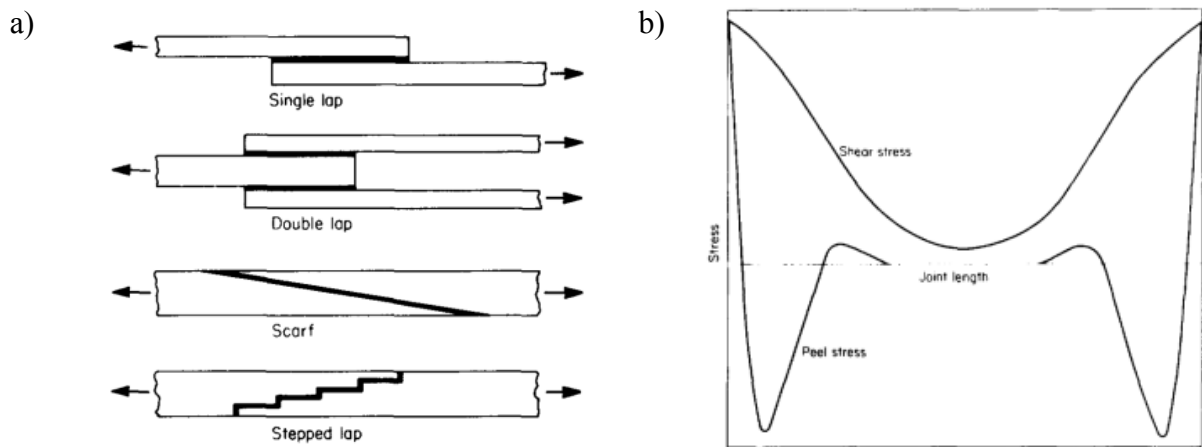 a)
Single lap
Double lap
Scarf
Stepped lap
b)
Stress
Shear stress
Joint length
Peel stress